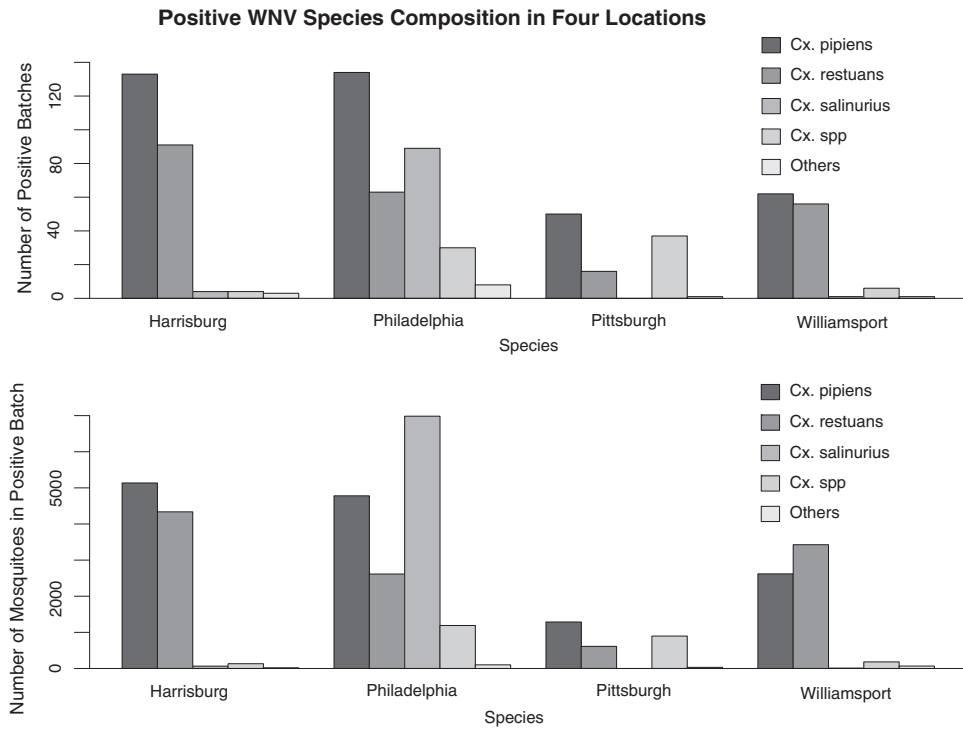 Positive WNV Species Composition in Four Locations
Number of Positive Batches
120
80
40
0
Cx. pipiens
Cx. restuans
Cx. salinurius
Cx. spp
Others
Harrisburg
Philadelphia
Pittsburgh
Williamsport
Species
Number of Mosquitoes in Positive Batch
5000
2000
0
Cx. pipiens
Cx. restuans
Cx. salinurius
Cx. spp
Others
Harrisburg
Philadelphia
Pittsburgh
Williamsport
Species